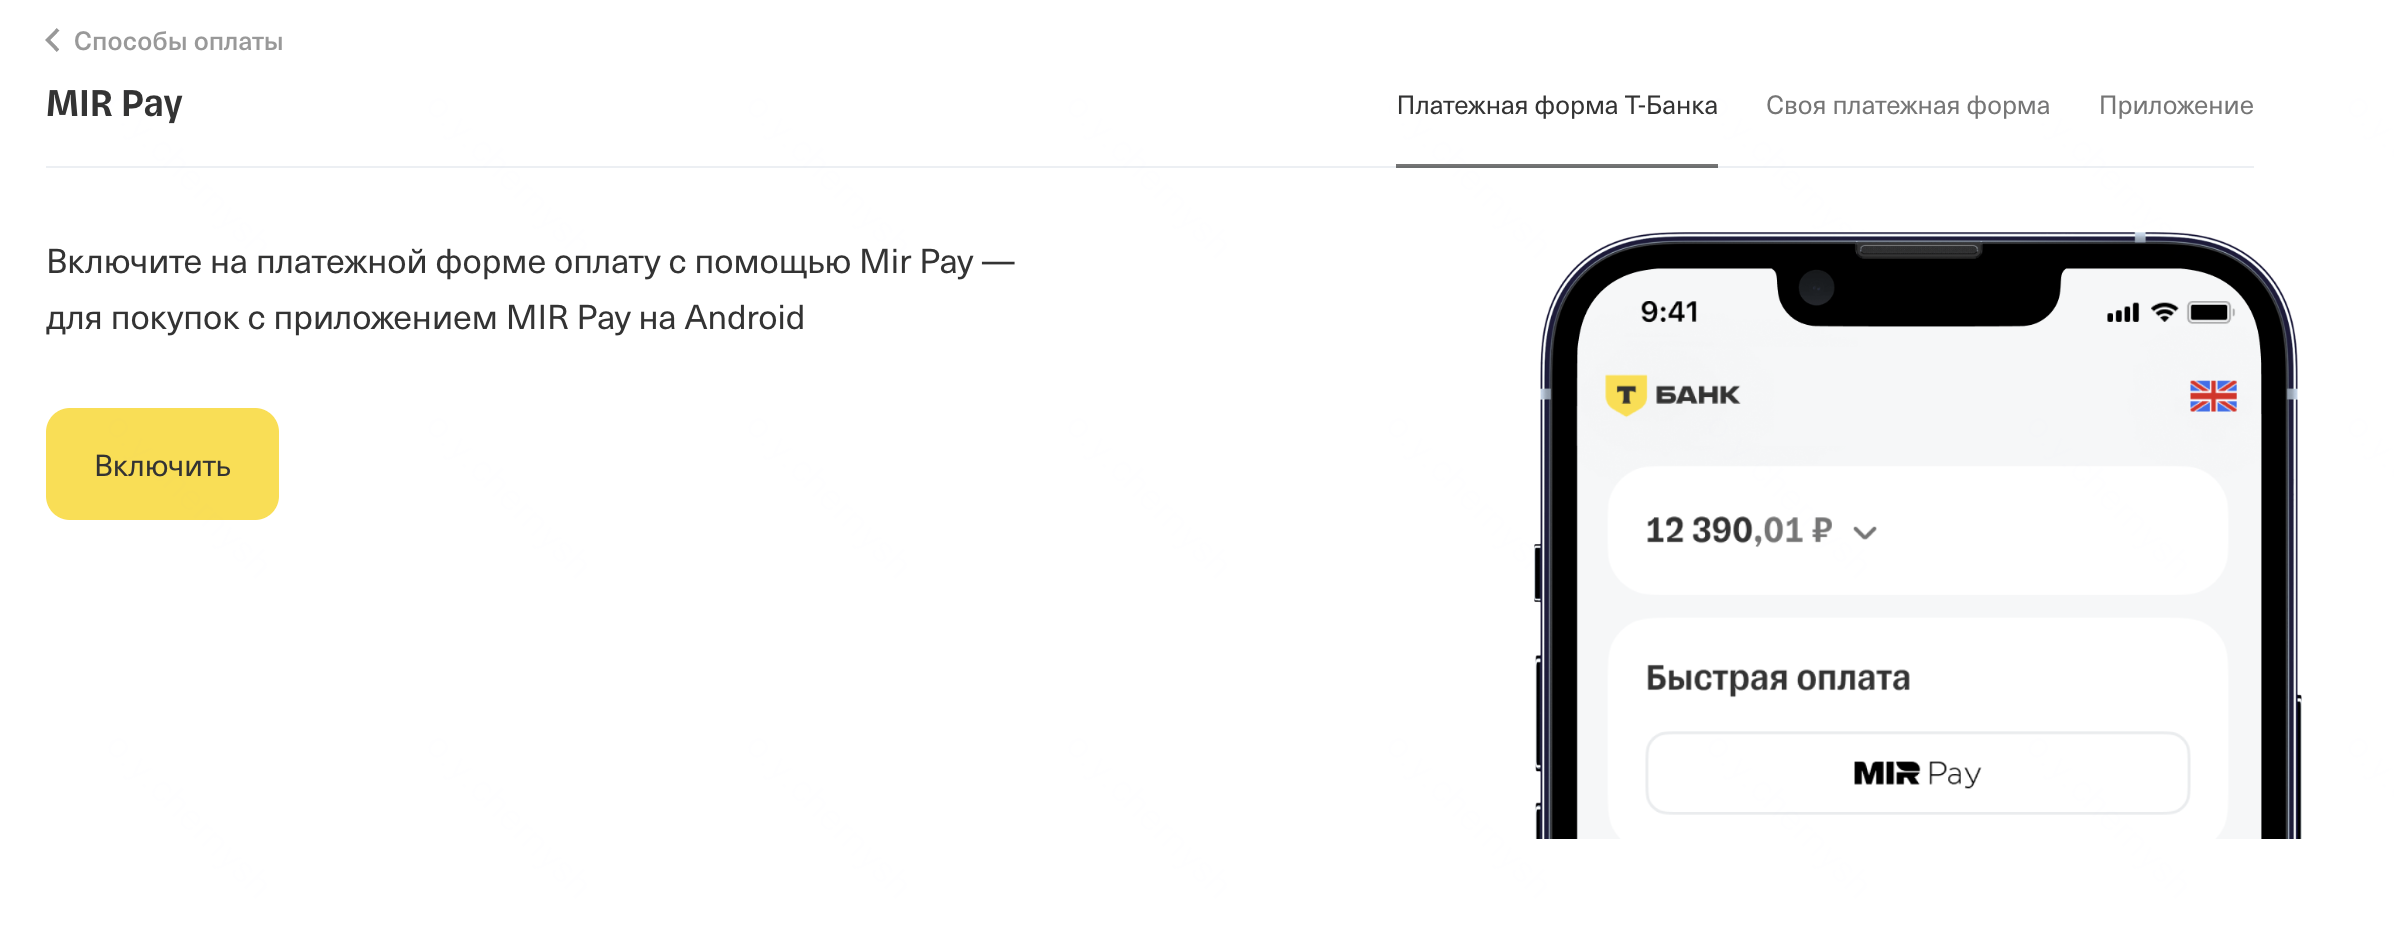 Способы оплаты
MIR Pay
Платежная форма Т-Банка
Своя платежная форма
Приложение
Включите на платежной форме оплату с помощью Mir Pay —
для покупок с приложением MIR Pay на Android
Включить
9:41
Т БАНК
12 390,01 ₽
Быстрая оплата
MIR Pay